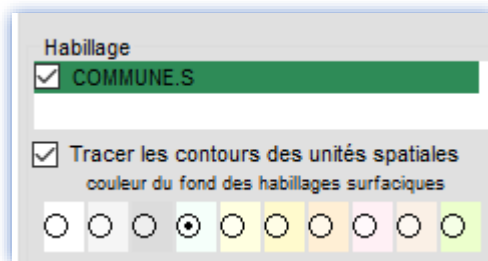 Habillage
COMMUNE.S
Tracer les contours des unités spatiales
couleur du fond des habillages surfaciques